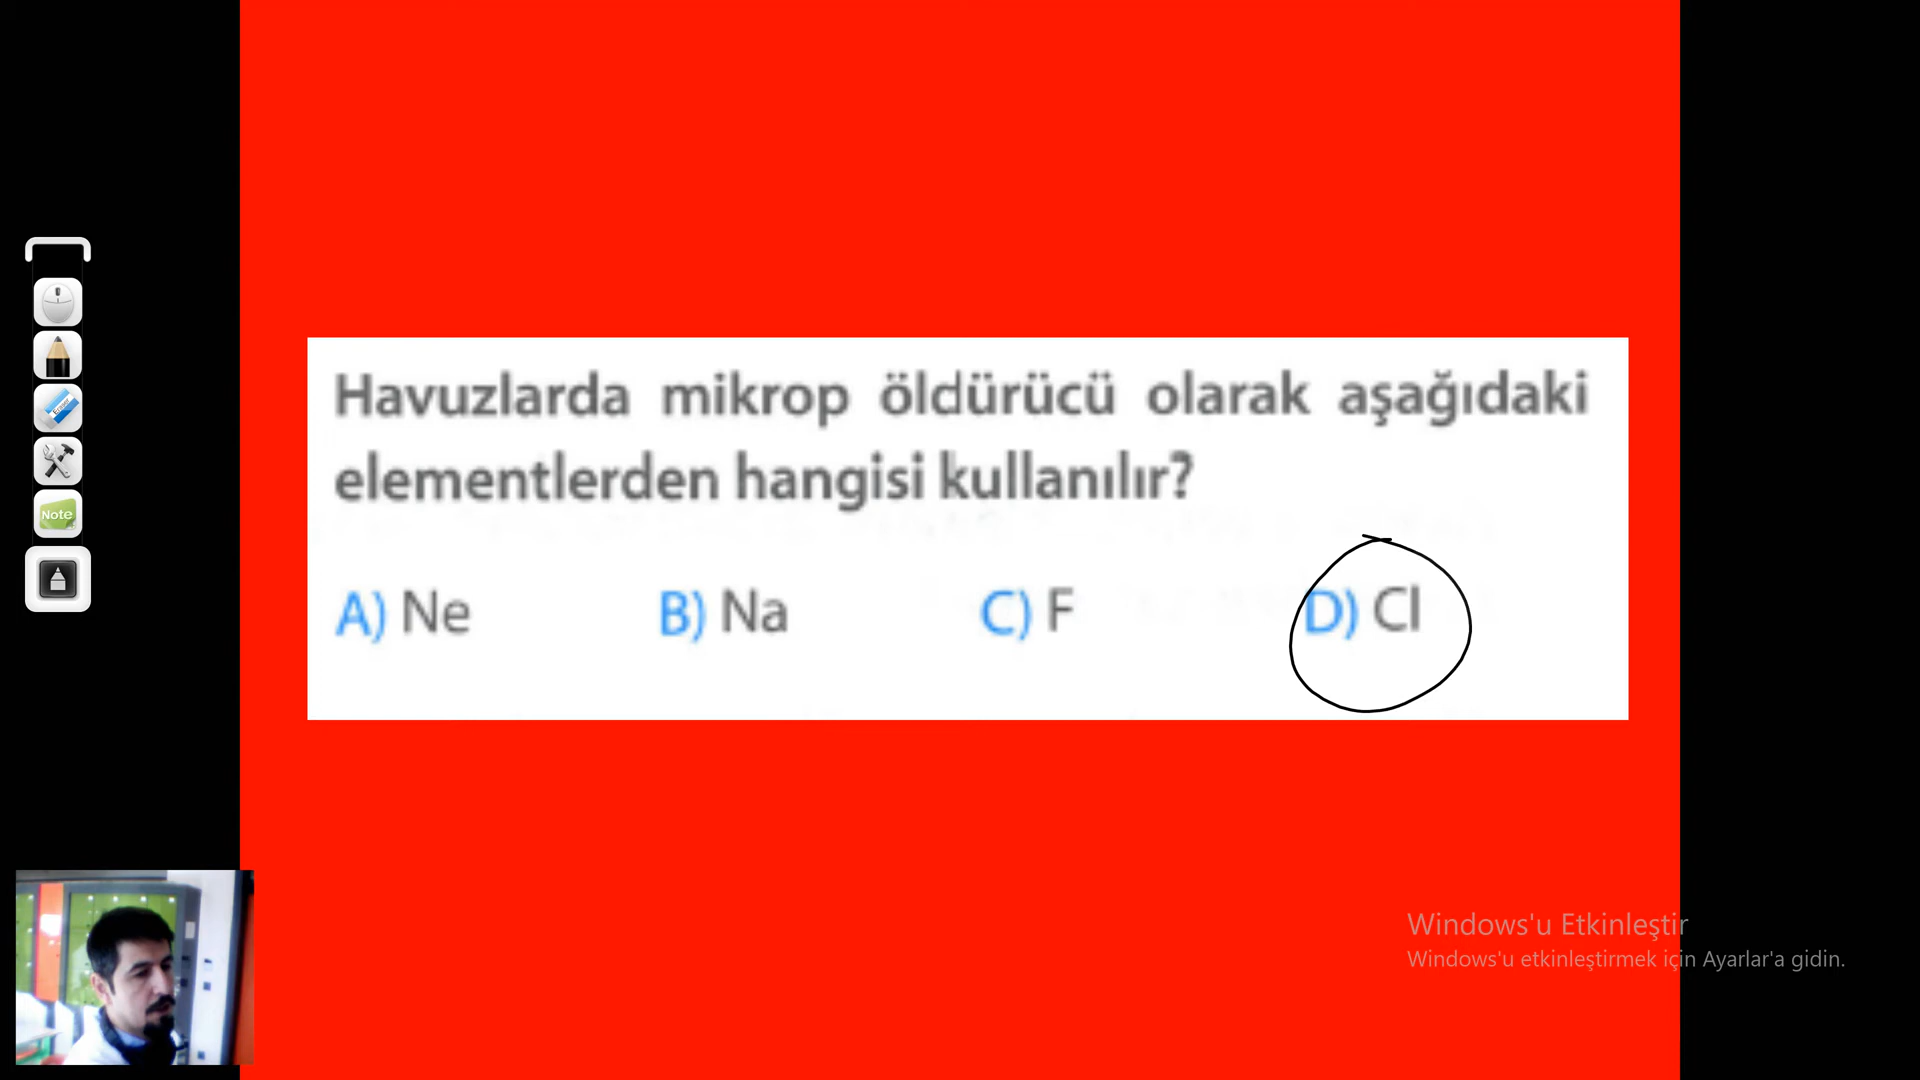 Havuzlarda mikrop öldürücü olarak aşağıdaki
elementlerden hangisi kullanılır?
A) Ne B) Na C) F D) Cl
Eraser
Note
Windows'u Etkinleştir
Windows'u etkinleştirmek için Ayarlar'a gidin.